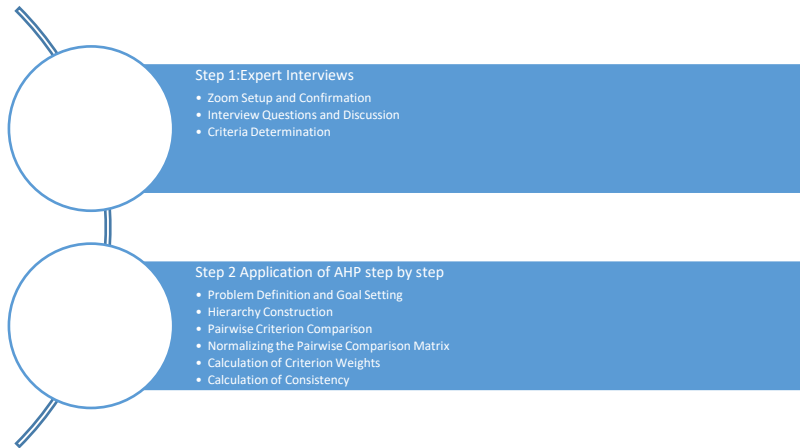 Step 1:Expert Interviews
• Zoom Setup and Confirmation
• Interview Questions and Discussion
• Criteria Determination
Step 2 Application of AHP step by step
• Problem Definition and Goal Setting
• Hierarchy Construction
• Pairwise Criterion Comparison
• Normalizing the Pairwise Comparison Matrix
• Calculation of Criterion Weights
• Calculation of Consistency